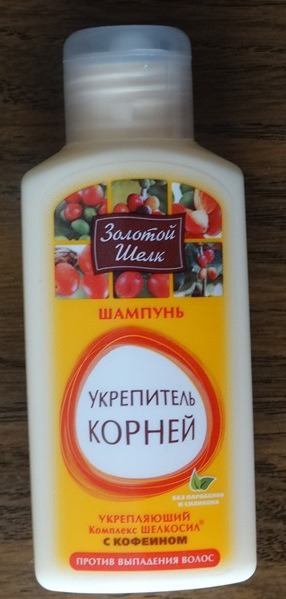 Золотой
Шелк
ШАМПУНЬ
УКРЕПИТЕЛЬ
КОРНЕЙ
БЕЗ ПАРАБЕНОВ
И СИЛИКОНА
УКРЕПЛЯЮЩИЙ
Комплекс ШЕЛКОСИЛ®
С КОФЕИНОМ
ПРОТИВ ВЫПАДЕНИЯ ВОЛОС